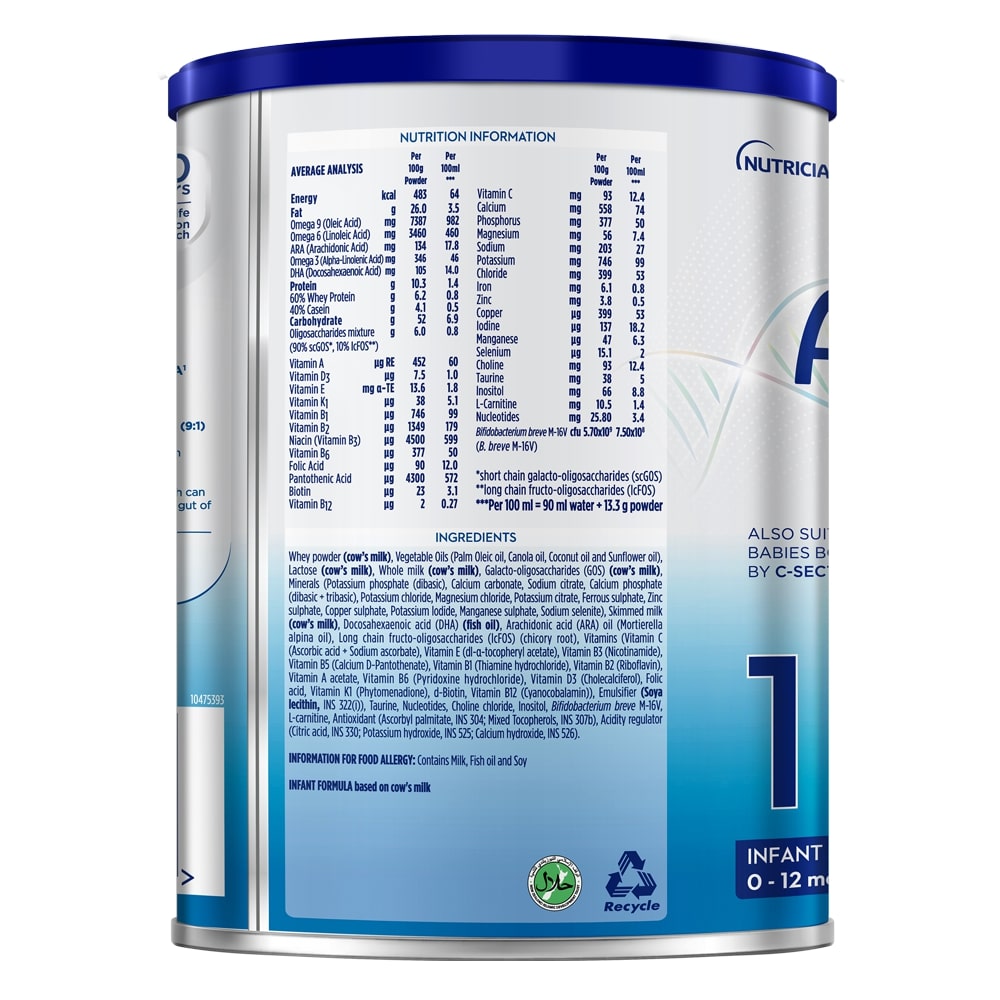 NUTRITION INFORMATION
AVERAGE ANALYSIS Per 100g Powder Per 100ml ***
Energy kcal 483 64
Fat g 26.0 3.5
Omega 9 (Oleic Acid) mg 7387 982
Omega 6 (Linoleic Acid) mg 3460 460
ARA (Arachidonic Acid) mg 134 17.8
Omega 3 (Alpha-Linolenic Acid) mg 346 46
DHA (Docosahexaenoic Acid) mg 105 14.0
Protein g 10.3 1.4
60% Whey Protein g 6.2 0.8
40% Casein g 4.1 0.5
Carbohydrate g 52 6.9
Oligosaccharides mixture g 6.0 0.8
(90% scGOS*, 10% lcFOS**)
Vitamin A µg RE 452 60
Vitamin D3 µg 7.5 1.0
Vitamin E mg α-TE 13.6 1.8
Vitamin K1 µg 38 5.1
Vitamin B1 µg 746 99
Vitamin B2 µg 1349 179
Niacin (Vitamin B3) µg 4500 599
Vitamin B6 µg 377 50
Folic Acid µg 90 12.0
Pantothenic Acid µg 4300 572
Biotin µg 23 3.1
Vitamin B12 µg 2 0.27
Per 100g Powder Per 100ml ***
Vitamin C mg 93 12.4
Calcium mg 558 74
Phosphorus mg 377 50
Magnesium mg 56 7.4
Sodium mg 203 27
Potassium mg 746 99
Chloride mg 399 53
Iron mg 6.1 0.8
Zinc mg 3.8 0.5
Copper µg 399 53
Iodine µg 137 18.2
Manganese µg 47 6.3
Selenium µg 15.1 2
Choline mg 93 12.4
Taurine mg 38 5
Inositol mg 66 8.8
L-Carnitine mg 10.5 1.4
Nucleotides mg 25.80 3.4
Bifidobacterium breve M-16V cfu 5.70x10⁹ 7.50x10⁸
(B. breve M-16V)
*short chain galacto-oligosaccharides (scGOS)
**long chain fructo-oligosaccharides (lcFOS)
***Per 100 ml = 90 ml water + 13.3 g powder
INGREDIENTS
Whey powder (cow's milk), Vegetable Oils (Palm Oleic oil, Canola oil, Coconut oil and Sunflower oil),
Lactose (cow's milk), Whole milk (cow's milk), Galacto-oligosaccharides (GOS) (cow's milk),
Minerals (Potassium phosphate (dibasic), Calcium carbonate, Sodium citrate, Calcium phosphate
(dibasic + tribasic), Potassium chloride, Magnesium chloride, Potassium citrate, Ferrous sulphate, Zinc
sulphate, Copper sulphate, Potassium Iodide, Manganese sulphate, Sodium selenite), Skimmed milk
(cow's milk), Docosahexaenoic acid (DHA) (fish oil), Arachidonic acid (ARA) oil (Mortierella
alpina oil), Long chain fructo-oligosaccharides (lcFOS) (chicory root), Vitamins (Vitamin C
(Ascorbic acid + Sodium ascorbate), Vitamin E (dl-α-tocopheryl acetate), Vitamin B3 (Nicotinamide),
Vitamin B5 (Calcium D-Pantothenate), Vitamin B1 (Thiamine hydrochloride), Vitamin B2 (Riboflavin),
Vitamin A acetate, Vitamin B6 (Pyridoxine hydrochloride), Vitamin D3 (Cholecalciferol), Folic
acid, Vitamin K1 (Phytomenadione), d-Biotin, Vitamin B12 (Cyanocobalamin)), Emulsifier (Soya
lecithin, INS 322(i)), Taurine, Nucleotides, Choline chloride, Inositol, Bifidobacterium breve M-16V,
L-carnitine, Antioxidant (Ascorbyl palmitate, INS 304; Mixed Tocopherols, INS 307b), Acidity regulator
(Citric acid, INS 330; Potassium hydroxide, INS 525; Calcium hydroxide, INS 526).
INFORMATION FOR FOOD ALLERGY: Contains Milk, Fish oil and Soy
INFANT FORMULA based on cow's milk
حلال
Recycle
NUTRICIA
ALSO SUI
BABIES B
BY C-SECT
1
INFANT
0 - 12 mo
(9:1)
h can
gut of
10475393